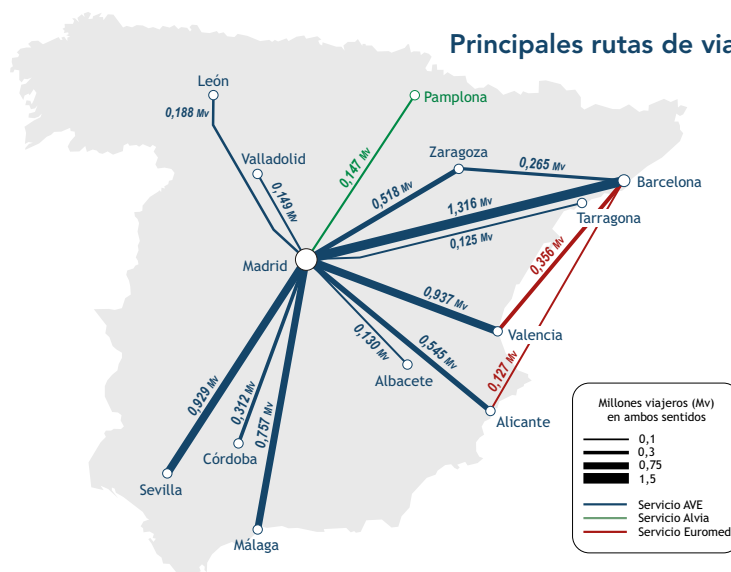 Principales rutas de via
León
Pamplona
0,188 Mv
Valladolid
Zaragoza
0,265 Mv
0,147 Mv
Barcelona
0,149 Mv
0,518 Mv
1,316 Mv
Tarragona
0,125 Mv
Madrid
0,356 Mv
0,937 Mv
Valencia
0,130 Mv
0,545 Mv
Albacete
0,127 Mv
Alicante
0,929 Mv
0,312 Mv
0,757 Mv
Córdoba
Sevilla
Málaga
Millones viajeros (Mv)
en ambos sentidos
0,1
0,3
0,75
1,5
Servicio AVE
Servicio Alvia
Servicio Euromed